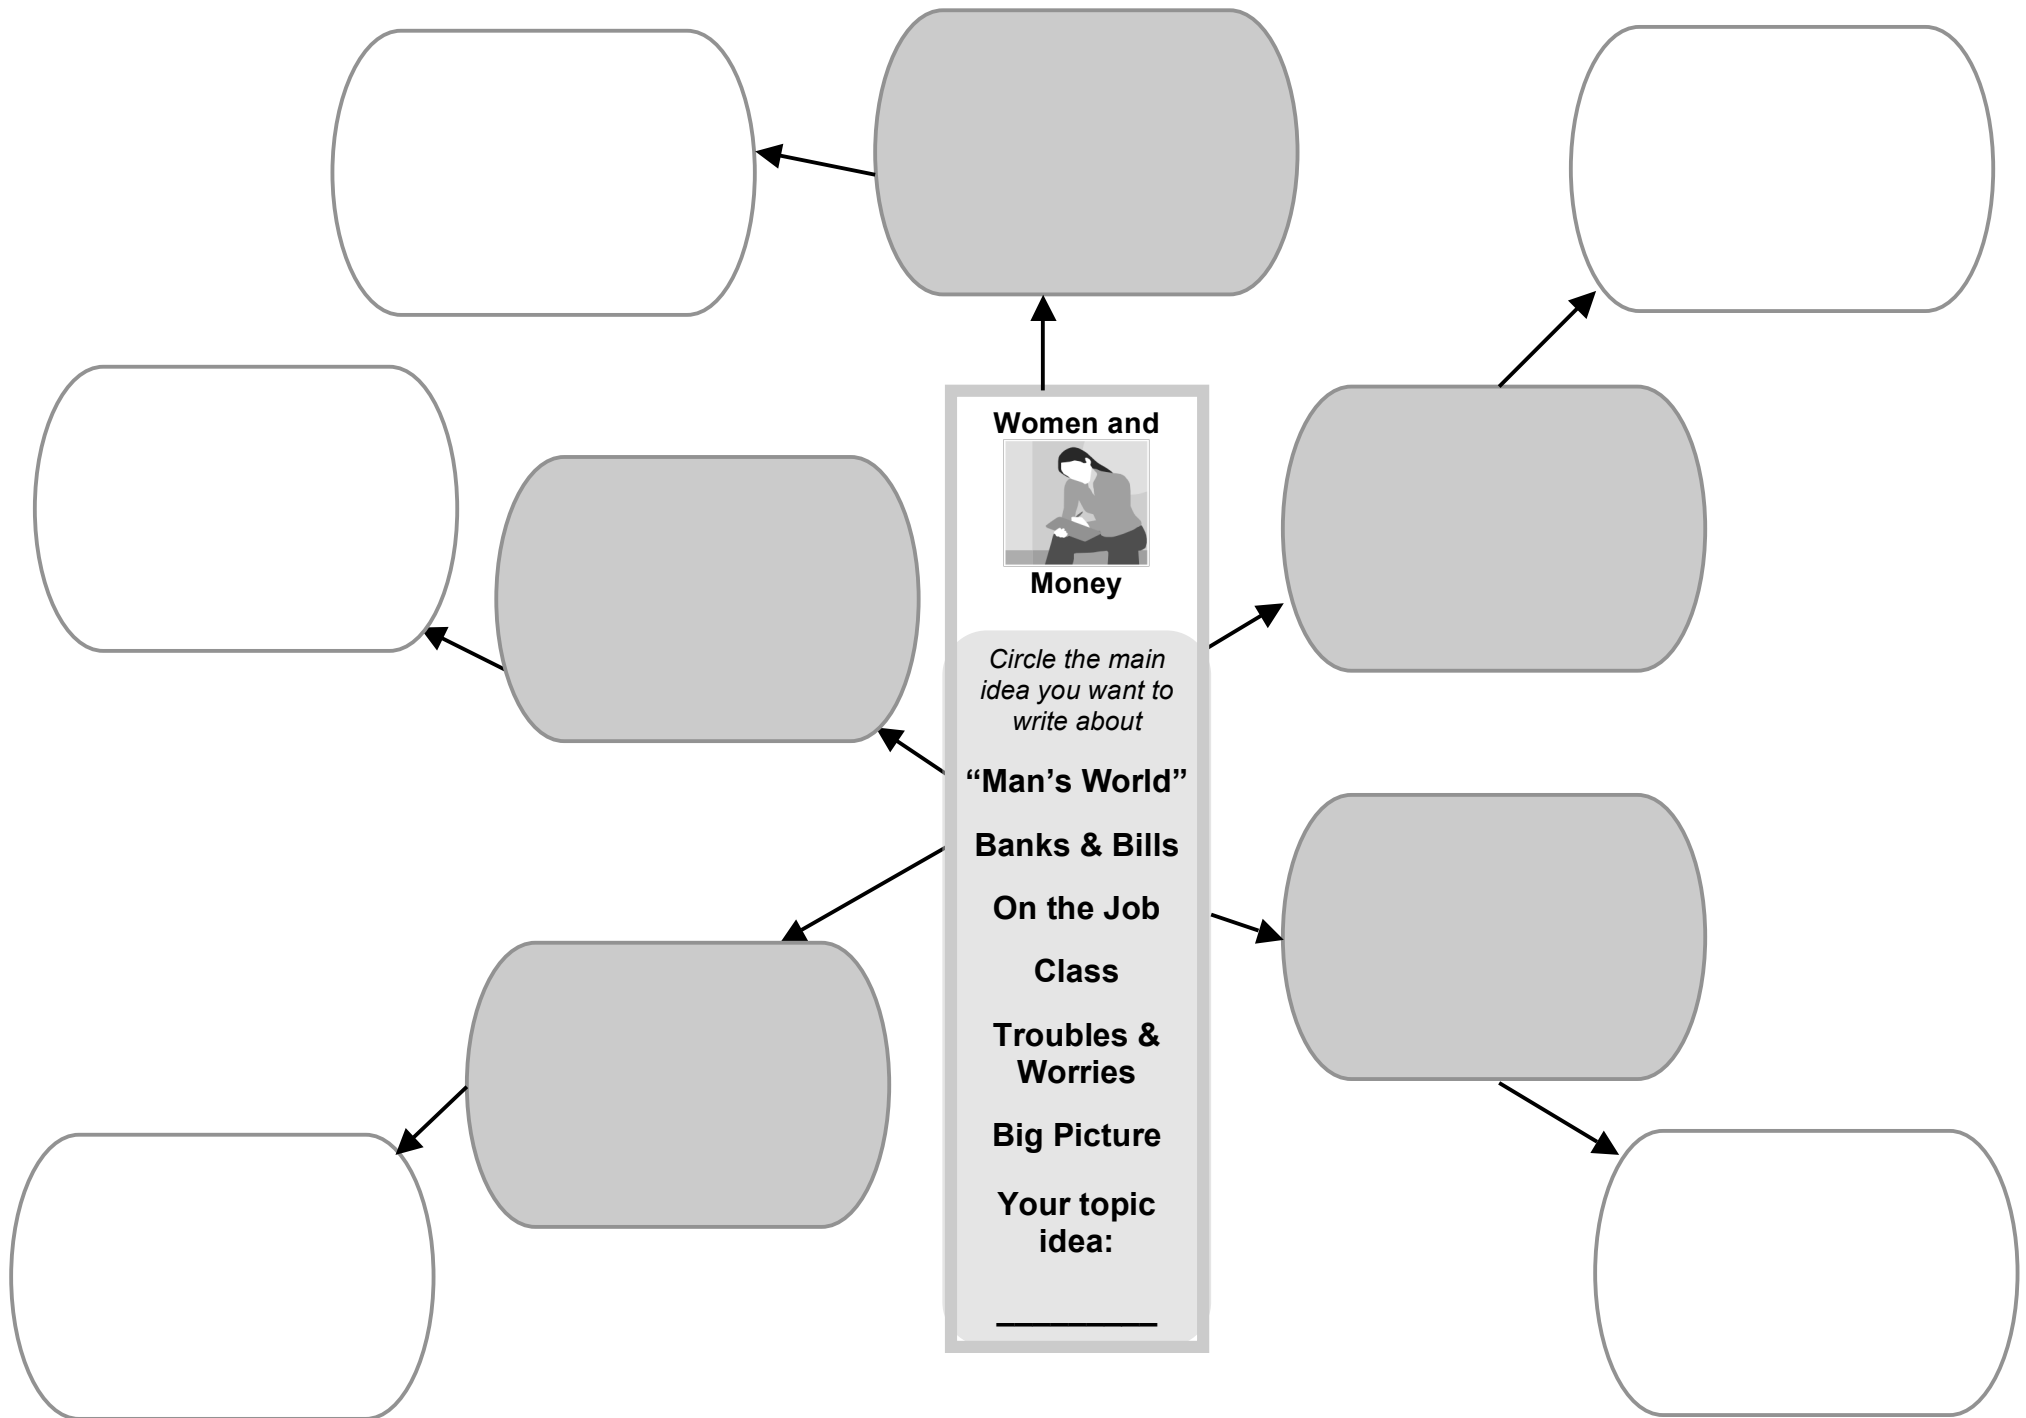 Women and
Money
Circle the main
idea you want to
write about
“Man’s World”
Banks & Bills
On the Job
Class
Troubles &
Worries
Big Picture
Your topic
idea:
_________